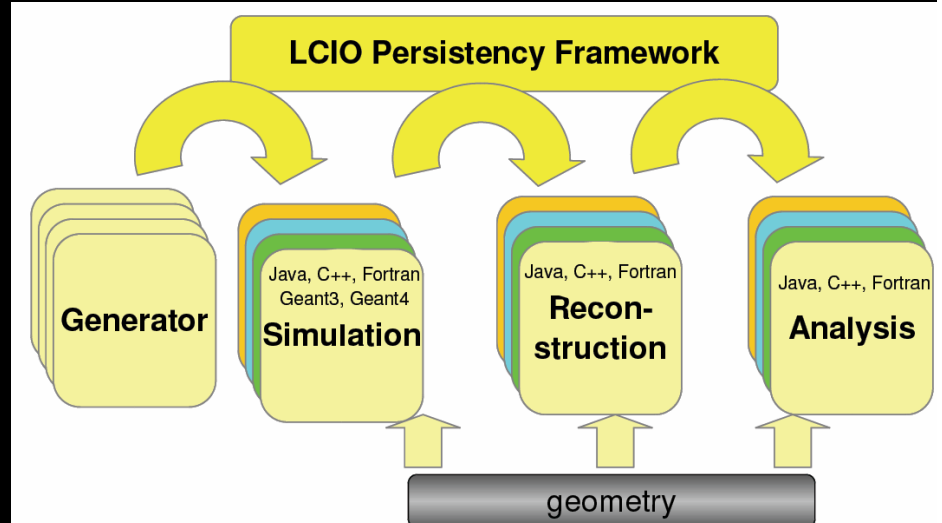 LCIO Persistency Framework
Generator
Java, C++, Fortran
Geant3, Geant4
Simulation
Java, C++, Fortran
Recon-
struction
Java, C++, Fortran
Analysis
geometry